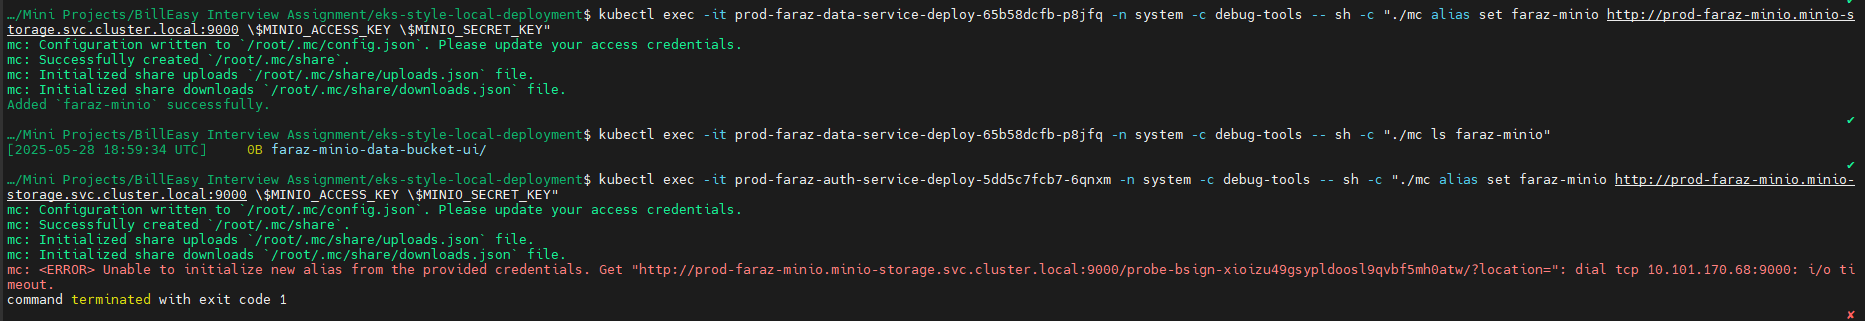 …/Mini Projects/BillEasy Interview Assignment/eks-style-local-deployment$ kubectl exec -it prod-faraz-data-service-deploy-65b58dcfb-p8jfq -n system -c debug-tools -- sh -c "./mc alias set faraz-minio http://prod-faraz-minio.minio-s
torage.svc.cluster.local:9000 \$MINIO_ACCESS_KEY \$MINIO_SECRET_KEY"
mc: Configuration written to `/root/.mc/config.json`. Please update your access credentials.
mc: Successfully created `/root/.mc/share`.
mc: Initialized share uploads `/root/.mc/share/uploads.json` file.
mc: Initialized share downloads `/root/.mc/share/downloads.json` file.
Added `faraz-minio` successfully.
✔
…/Mini Projects/BillEasy Interview Assignment/eks-style-local-deployment$ kubectl exec -it prod-faraz-data-service-deploy-65b58dcfb-p8jfq -n system -c debug-tools -- sh -c "./mc ls faraz-minio"
[2025-05-28 18:59:34 UTC]     0B faraz-minio-data-bucket-ui/
✔
…/Mini Projects/BillEasy Interview Assignment/eks-style-local-deployment$ kubectl exec -it prod-faraz-auth-service-deploy-5dd5c7fcb7-6qnxm -n system -c debug-tools -- sh -c "./mc alias set faraz-minio http://prod-faraz-minio.minio-
storage.svc.cluster.local:9000 \$MINIO_ACCESS_KEY \$MINIO_SECRET_KEY"
mc: Configuration written to `/root/.mc/config.json`. Please update your access credentials.
mc: Successfully created `/root/.mc/share`.
mc: Initialized share uploads `/root/.mc/share/uploads.json` file.
mc: Initialized share downloads `/root/.mc/share/downloads.json` file.
mc: <ERROR> Unable to initialize new alias from the provided credentials. Get "http://prod-faraz-minio.minio-storage.svc.cluster.local:9000/probe-bsign-xioizu49gsypldoosl9qvbf5mh0atw/?location=": dial tcp 10.101.170.68:9000: i/o ti
meout.
command terminated with exit code 1
✘